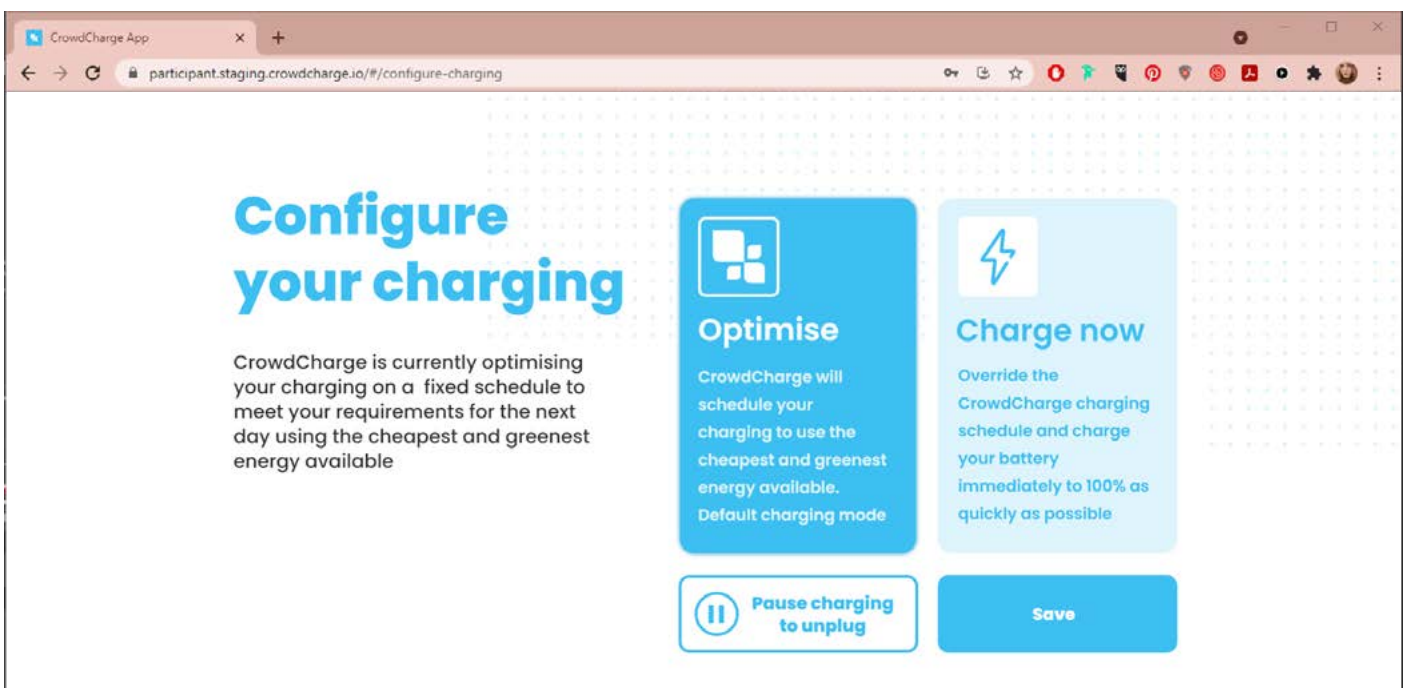 CrowdCharge App
participant.staging.crowdcharge.io/#/configure-charging
Configure
your charging
CrowdCharge is currently optimising
your charging on a fixed schedule to
meet your requirements for the next
day using the cheapest and greenest
energy available
Optimise
CrowdCharge will
schedule your
charging to use the
cheapest and greenest
energy available.
Default charging mode
Charge now
Override the
CrowdCharge charging
schedule and charge
your battery
immediately to 100% as
quickly as possible
Pause charging
to unplug
Save